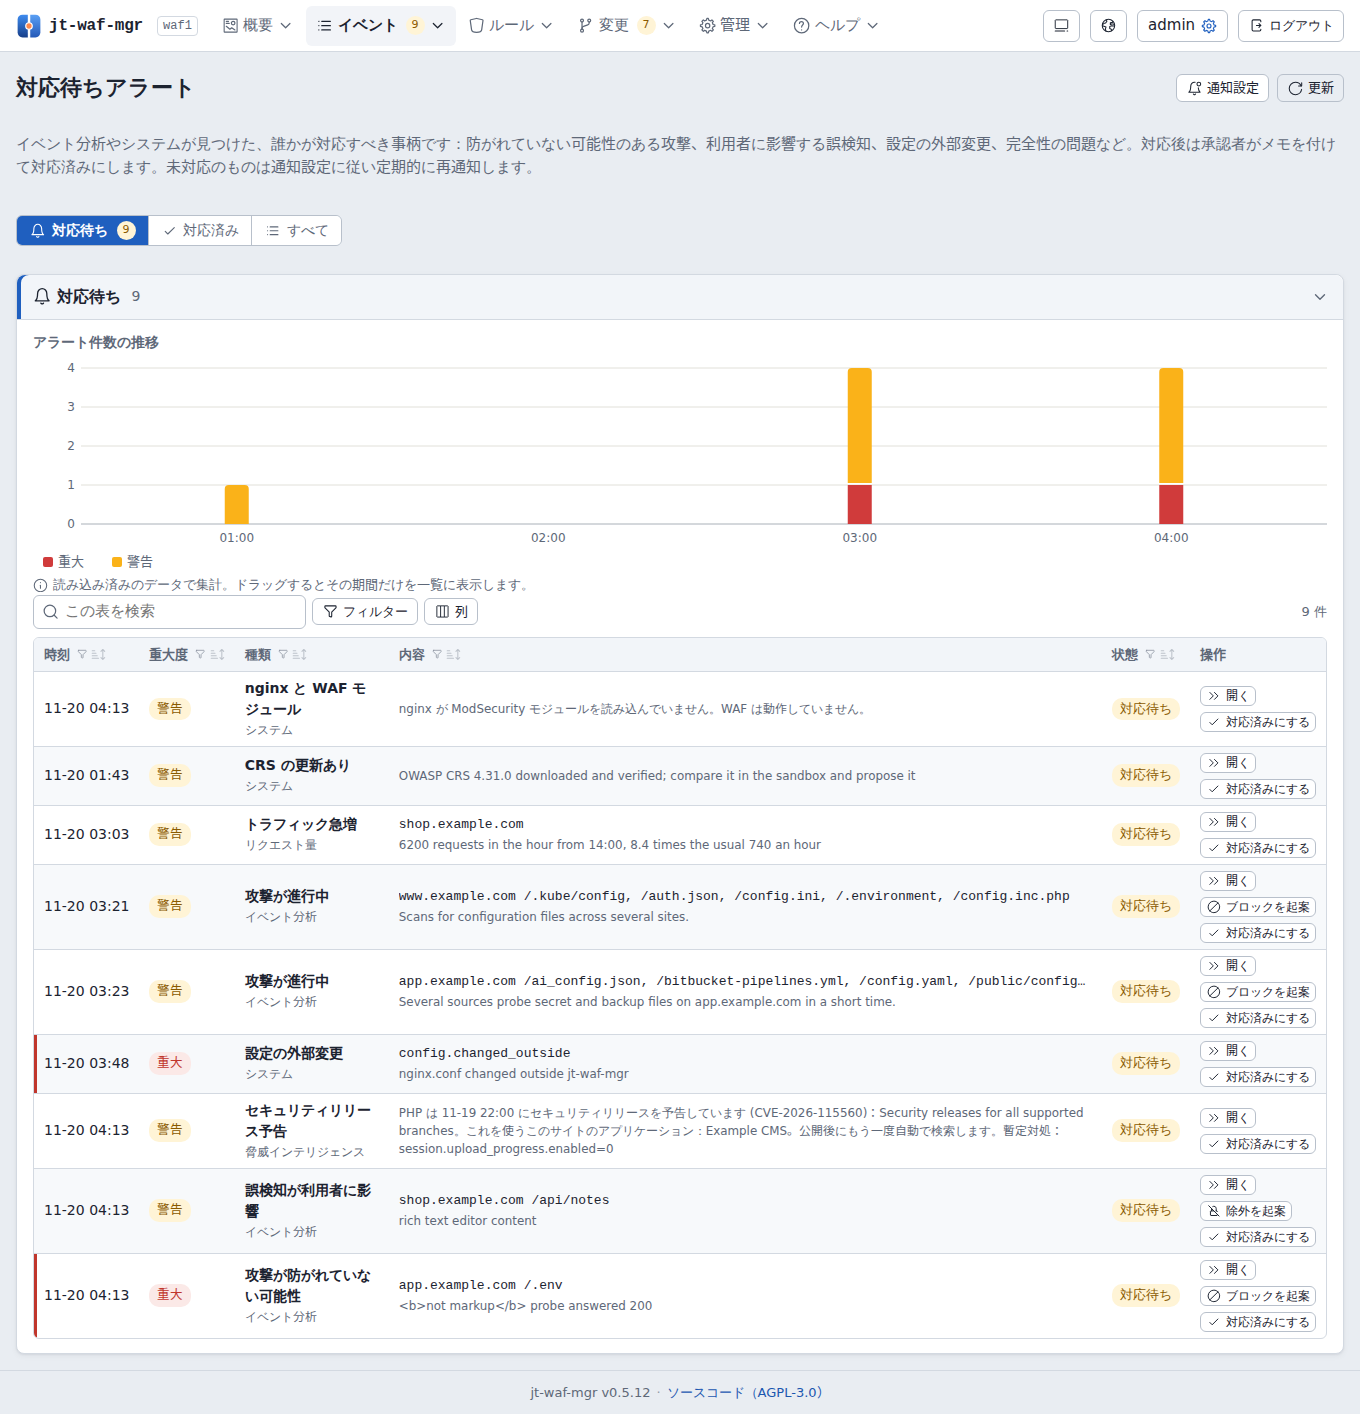 jt-waf-mgr waf1 概要 イベント 9 ルール 変更 7 管理 ヘルプ admin ログアウト
対応待ちアラート 通知設定 更新
イベント分析やシステムが見つけた、誰かが対応すべき事柄です：防がれていない可能性のある攻撃、利用者に影響する誤検知、設定の外部変更、完全性の問題など。対応後は承認者がメモを付け
て対応済みにします。未対応のものは通知設定に従い定期的に再通知します。
対応待ち 9 対応済み すべて
対応待ち 9
アラート件数の推移
4
3
2
1
0
01:00 02:00 03:00 04:00
重大 警告
読み込み済みのデータで集計。ドラッグするとその期間だけを一覧に表示します。
この表を検索 フィルター 列 9 件
時刻 重大度 種類 内容 状態 操作
11-20 04:13 警告 nginx と WAF モ
ジュール
システム
nginx が ModSecurity モジュールを読み込んでいません。WAF は動作していません。
対応待ち 開く
対応済みにする
11-20 01:43 警告 CRS の更新あり
システム
OWASP CRS 4.31.0 downloaded and verified; compare it in the sandbox and propose it
対応待ち 開く
対応済みにする
11-20 03:03 警告 トラフィック急増
リクエスト量
shop.example.com
6200 requests in the hour from 14:00, 8.4 times the usual 740 an hour
対応待ち 開く
対応済みにする
11-20 03:21 警告 攻撃が進行中
イベント分析
www.example.com /.kube/config, /auth.json, /config.ini, /.environment, /config.inc.php
Scans for configuration files across several sites.
対応待ち 開く
ブロックを起案
対応済みにする
11-20 03:23 警告 攻撃が進行中
イベント分析
app.example.com /ai_config.json, /bitbucket-pipelines.yml, /config.yaml, /public/config…
Several sources probe secret and backup files on app.example.com in a short time.
対応待ち 開く
ブロックを起案
対応済みにする
11-20 03:48 重大 設定の外部変更
システム
config.changed_outside
nginx.conf changed outside jt-waf-mgr
対応待ち 開く
対応済みにする
11-20 04:13 警告 セキュリティリリー
ス予告
脅威インテリジェンス
PHP は 11-19 22:00 にセキュリティリリースを予告しています (CVE-2026-115560)：Security releases for all supported
branches。これを使うこのサイトのアプリケーション：Example CMS。公開後にもう一度自動で検索します。暫定対処：
session.upload_progress.enabled=0
対応待ち 開く
対応済みにする
11-20 04:13 警告 誤検知が利用者に影
響
イベント分析
shop.example.com /api/notes
rich text editor content
対応待ち 開く
除外を起案
対応済みにする
11-20 04:13 重大 攻撃が防がれていな
い可能性
イベント分析
app.example.com /.env
&lt;b&gt;not markup&lt;/b&gt; probe answered 200
対応待ち 開く
ブロックを起案
対応済みにする
jt-waf-mgr v0.5.12 · ソースコード（AGPL-3.0）